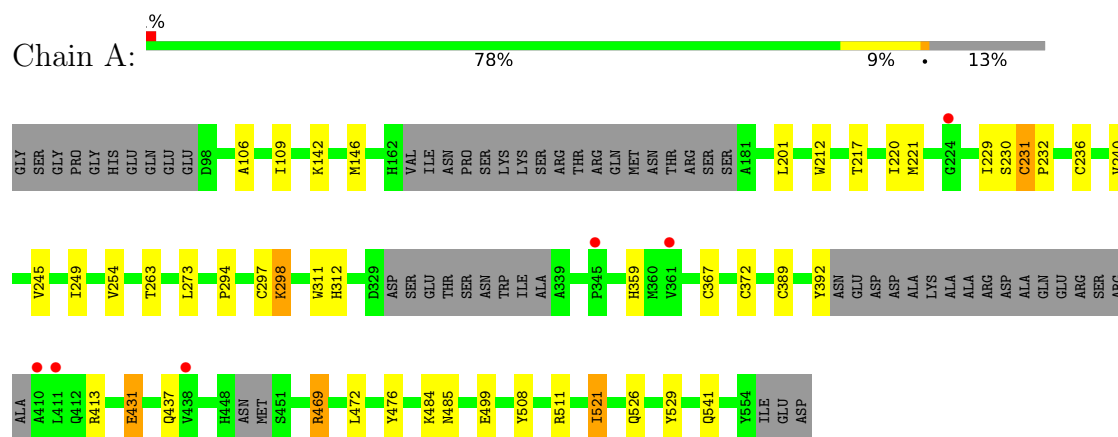 .%
Chain A:
78% 9% • 13%
GLY SER GLY PRO GLY HIS GLU GLN GLU GLU D98 A106 I109 K142 M146 H162 VAL ILE ASN PRO SER LYS LYS SER ARG THR ARG GLN MET ASN THR ARG SER SER A181 L201 W212 T217 I220 M221 G224 I229 S230 C231 P232 C236 V240
V245 I249 V254 T263 L273 P294 C297 K298 W311 H312 D329 ASP SER GLU THR SER ASN TRP ILE ALA A339 P345 H359 M360 V361 C367 C372 C389 Y392 ASN GLU ASP ASP ALA LYS ALA ALA ARG ASP ALA GLN GLU ARG SER ARG
ALA A410 L411 Q412 R413 E431 Q437 V438 H448 ASN MET S451 R469 L472 Y476 K484 N485 E499 Y508 R511 I521 Q526 Y529 Q541 Y554 ILE GLU ASP